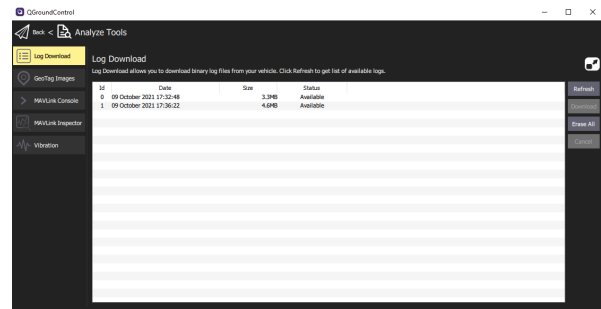 QGroundControl
Back < Analyze Tools
Log Download
GeoTag Images
MAVLink Console
MAVLink Inspector
Vibration
Log Download
Log Download allows you to download binary log files from your vehicle. Click Refresh to get list of available logs.
Id Date Size Status
0 09 October 2021 17:32:48 3.3MB Available
1 09 October 2021 17:36:22 4.6MB Available
Refresh
Download
Erase All
Cancel